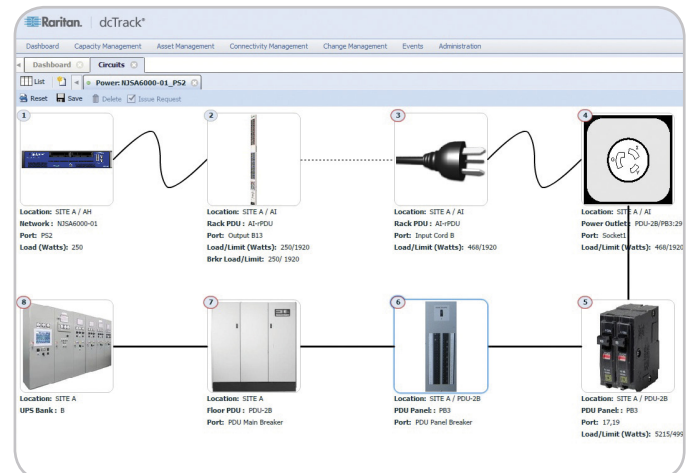 Raritan. dcTrack®
Dashboard Capacity Management Asset Management Connectivity Management Change Management Events Administration
Dashboard Circuits
List Power: NJSA6000-01_PS2
Reset Save Delete Issue Request
1
2
3
4
Location: SITE A / AH
Network : NJSA6000-01
Port: PS2
Load (Watts): 250
Location: SITE A / AI
Rack PDU : AI-rPDU
Port: Output B13
Load/Limit (Watts): 250/1920
Brkr Load/Limit: 250/ 1920
Location: SITE A / AI
Rack PDU : AI-rPDU
Port: Input Cord B
Load/Limit (Watts): 468/1920
Location: SITE A / AI
Power Outlet: PDU-2B/PB3:29
Port: Socket1
Load/Limit (Watts): 468/1920
8
7
6
5
Location: SITE A
UPS Bank : B
Location: SITE A
Floor PDU : PDU-2B
Port: PDU Main Breaker
Location: SITE A / PDU-2B
PDU Panel: : PB3
Port: PDU Panel Breaker
Location: SITE A / PDU-2B
PDU Panel: : PB3
Port: 17,19
Load/Limit (Watts): 5215/499